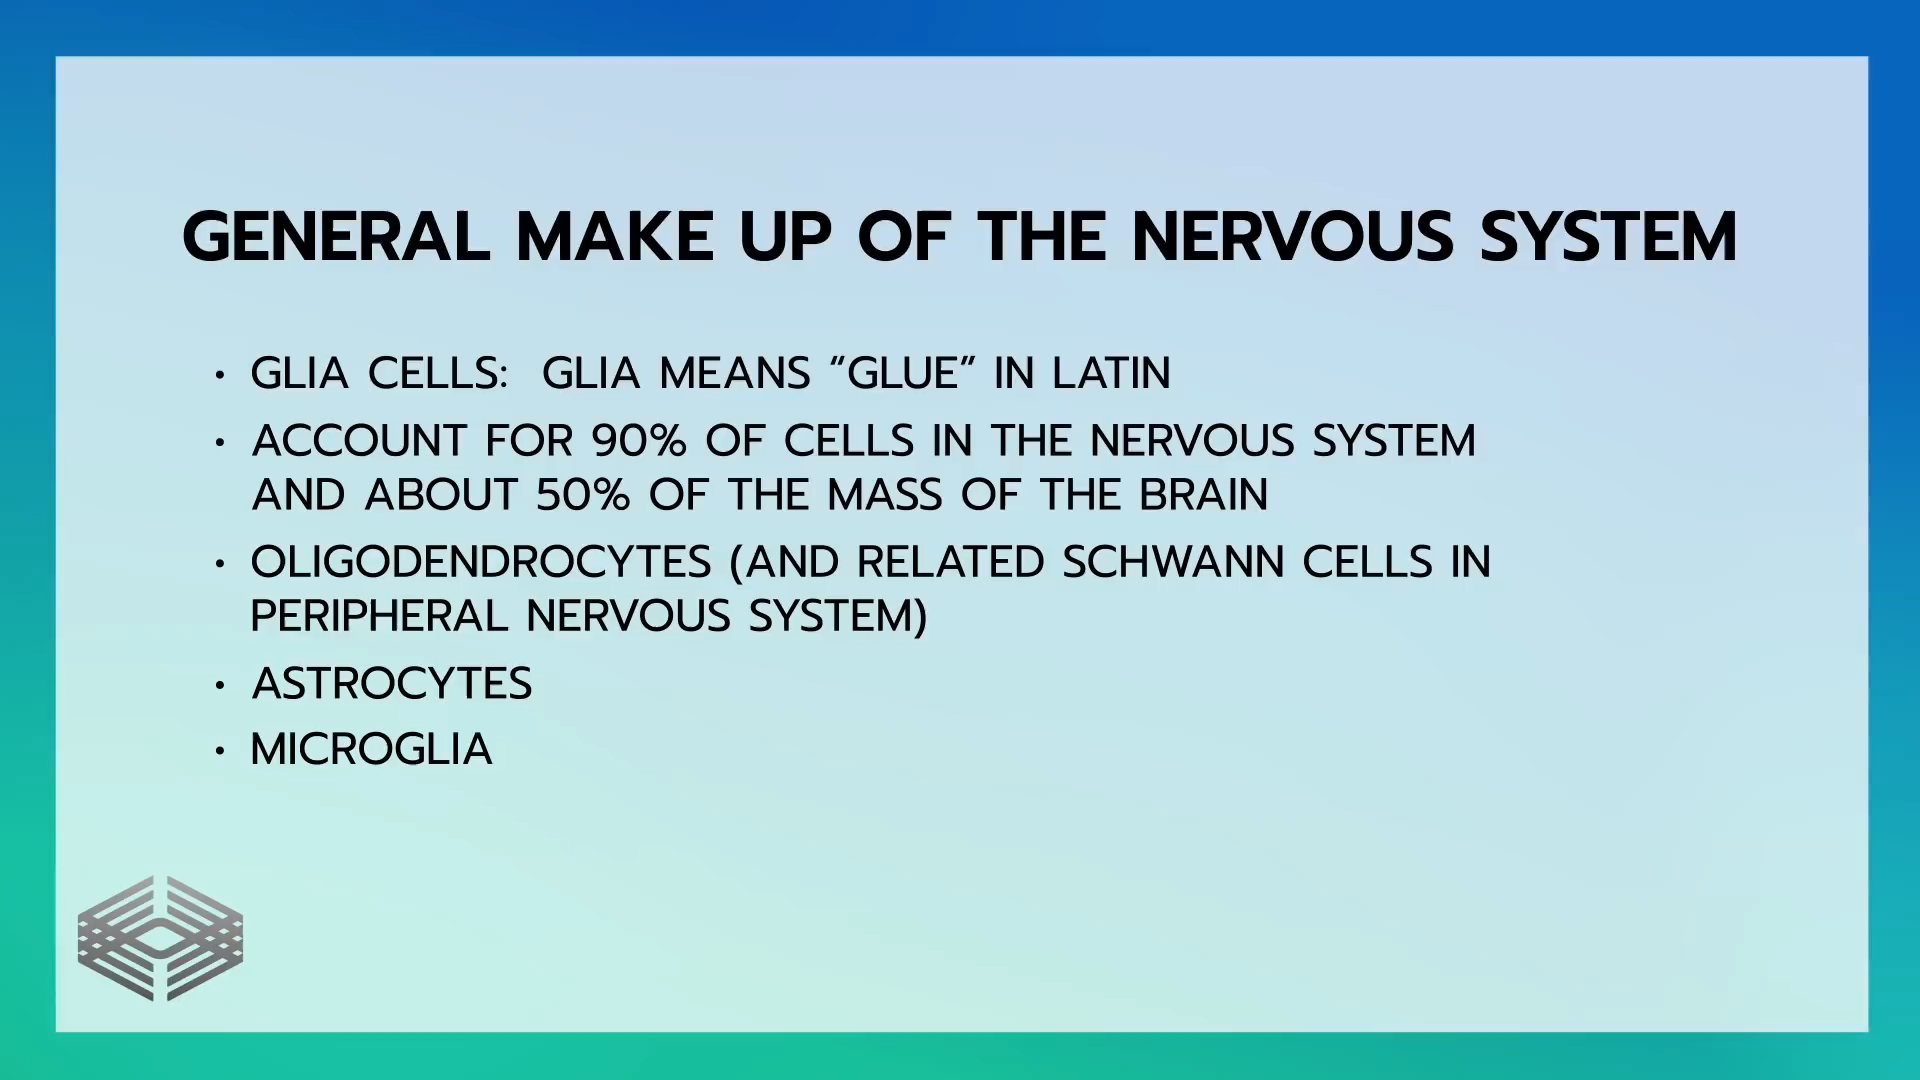 GENERAL MAKE UP OF THE NERVOUS SYSTEM
• GLIA CELLS:  GLIA MEANS “GLUE” IN LATIN
• ACCOUNT FOR 90% OF CELLS IN THE NERVOUS SYSTEM
AND ABOUT 50% OF THE MASS OF THE BRAIN
• OLIGODENDROCYTES (AND RELATED SCHWANN CELLS IN
PERIPHERAL NERVOUS SYSTEM)
• ASTROCYTES
• MICROGLIA